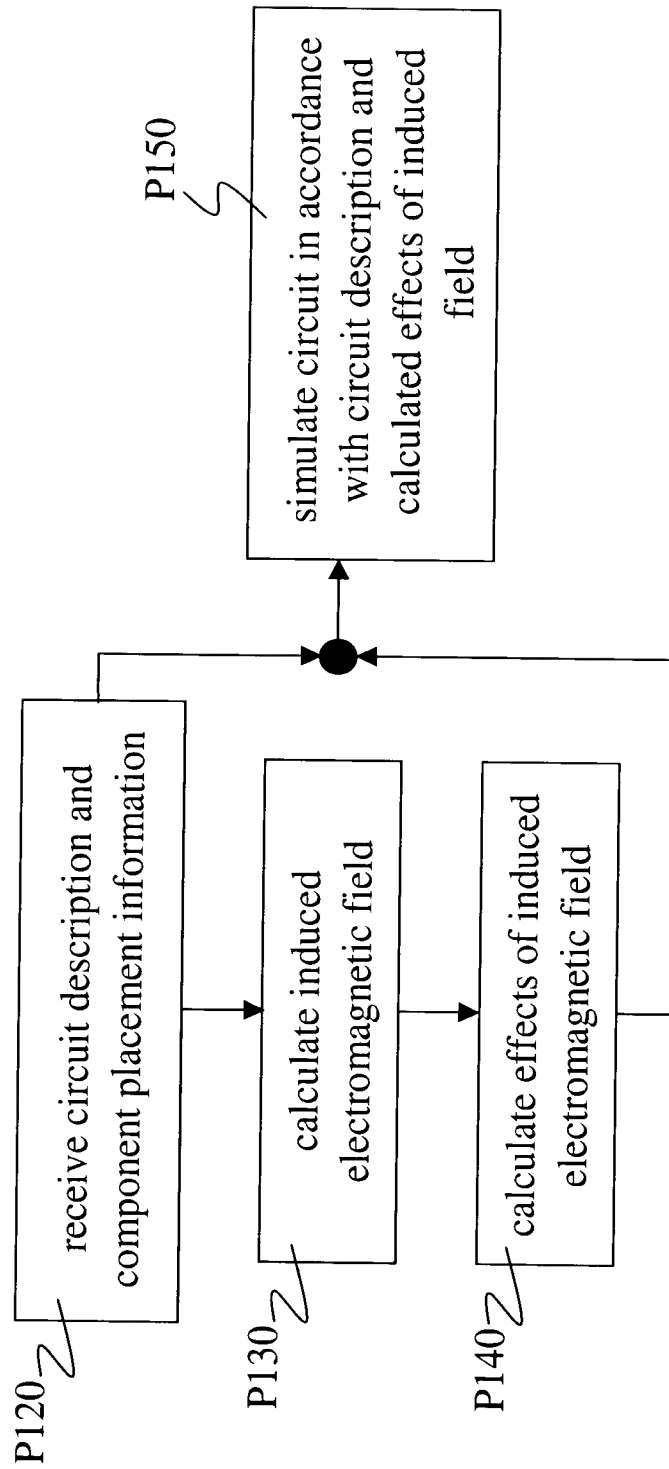 P120
receive circuit description and
component placement information
P130
calculate induced
electromagnetic field
P140
calculate effects of induced
electromagnetic field
P150
simulate circuit in accordance
with circuit description and
calculated effects of induced
field